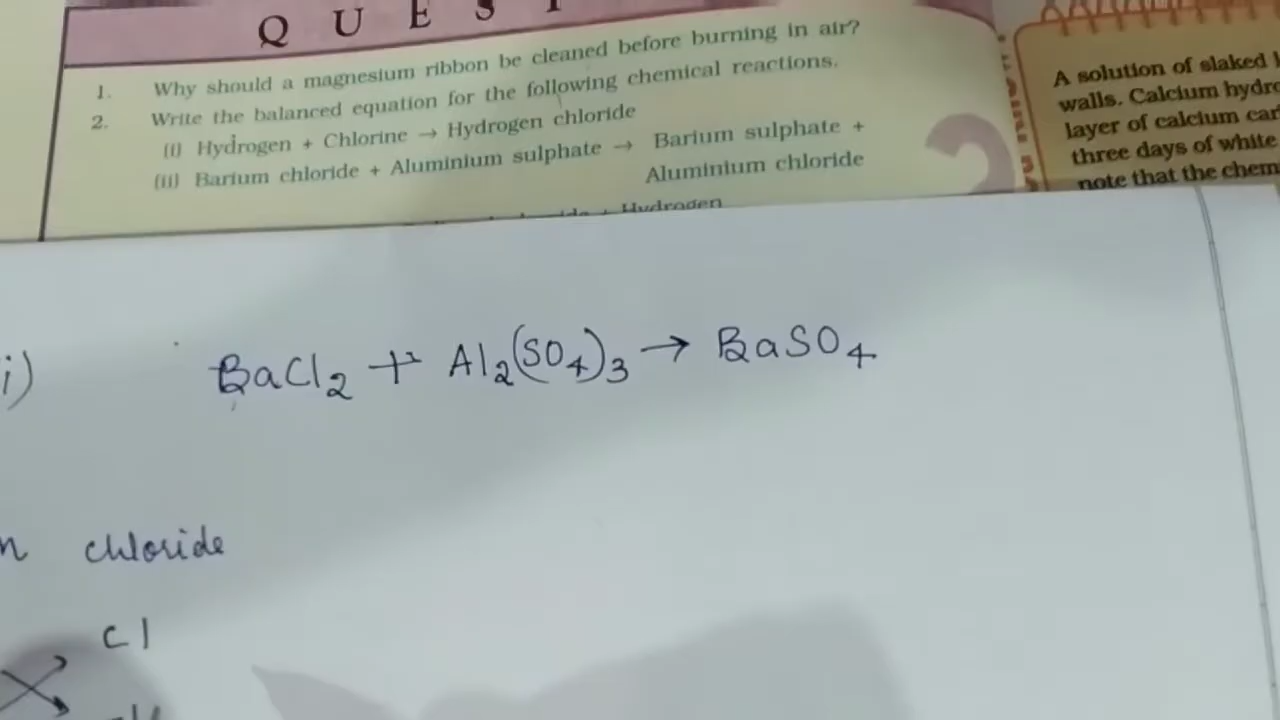 Q U E S T
1. Why should a magnesium ribbon be cleaned before burning in air?
2. Write the balanced equation for the following chemical reactions.
(i) Hydrogen + Chlorine → Hydrogen chloride
(ii) Barium chloride + Aluminium sulphate → Barium sulphate +
Aluminium chloride
+ Hydrogen
A solution of slaked
walls. Calcium hydro
layer of calcium car
three days of white
note that the chem
i) BaCl₂ + Al₂(SO₄)₃ → BaSO₄
n chloride
Cl